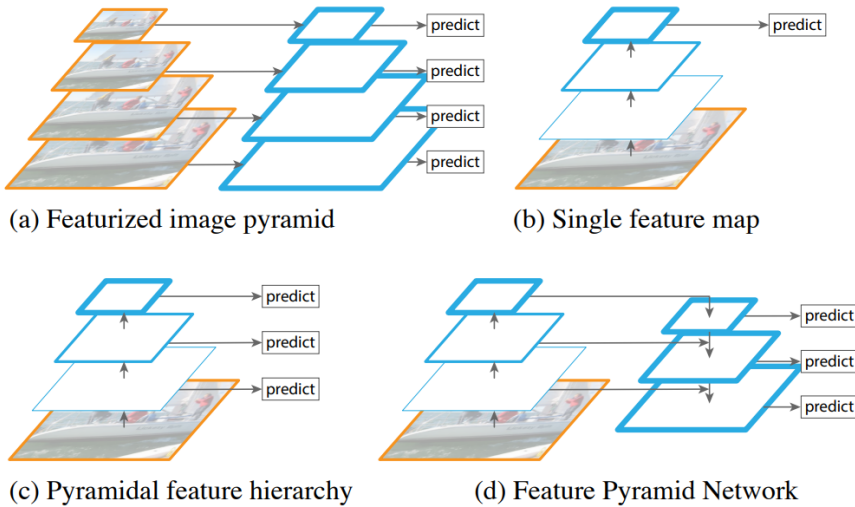 predict
predict
predict
predict
predict
(a) Featurized image pyramid
(b) Single feature map
predict
predict
predict
predict
predict
predict
(c) Pyramidal feature hierarchy
(d) Feature Pyramid Network